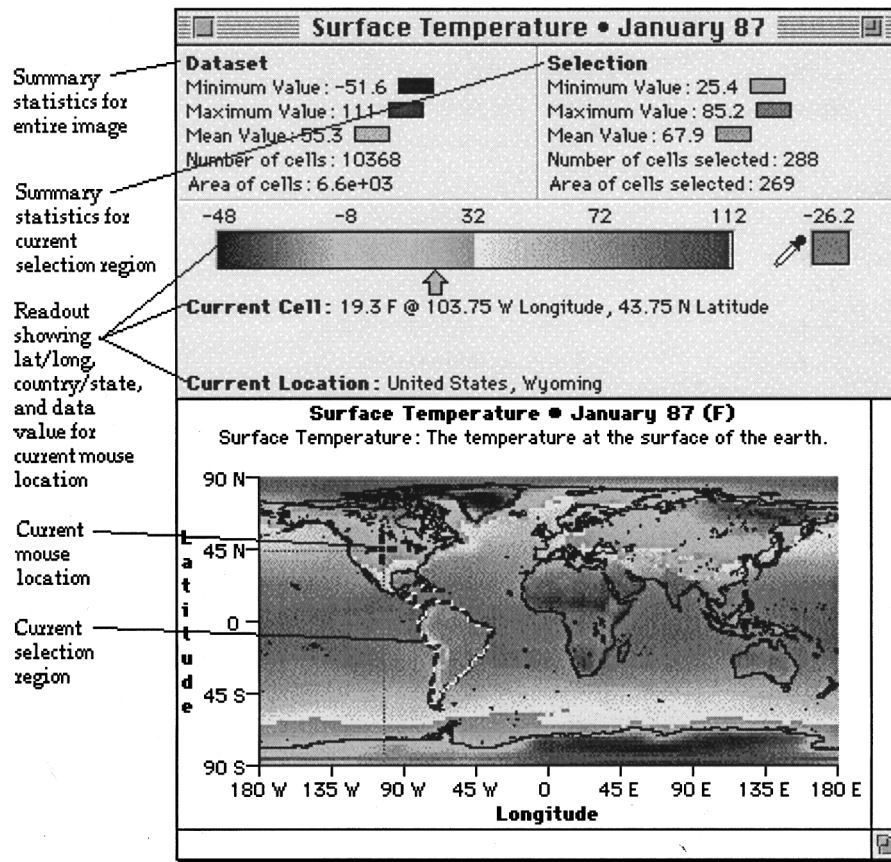 Surface Temperature • January 87
Summary statistics for entire image
Summary statistics for current selection region
Readout showing lat/long, country/state, and data value for current mouse location
Current mouse location
Current selection region
Dataset
Minimum Value: -51.6
Maximum Value: 111
Mean Value: 55.3
Number of cells: 10368
Area of cells: 6.6e+03
Selection
Minimum Value: 25.4
Maximum Value: 85.2
Mean Value: 67.9
Number of cells selected: 288
Area of cells selected: 269
-48 -8 32 72 112 -26.2
Current Cell: 19.3 F @ 103.75 W Longitude, 43.75 N Latitude
Current Location: United States, Wyoming
Surface Temperature • January 87 (F)
Surface Temperature: The temperature at the surface of the earth.
90 N
45 N
0
45 S
90 S
Latitude
180 W 135 W 90 W 45 W 0 45 E 90 E 135 E 180 E
Longitude